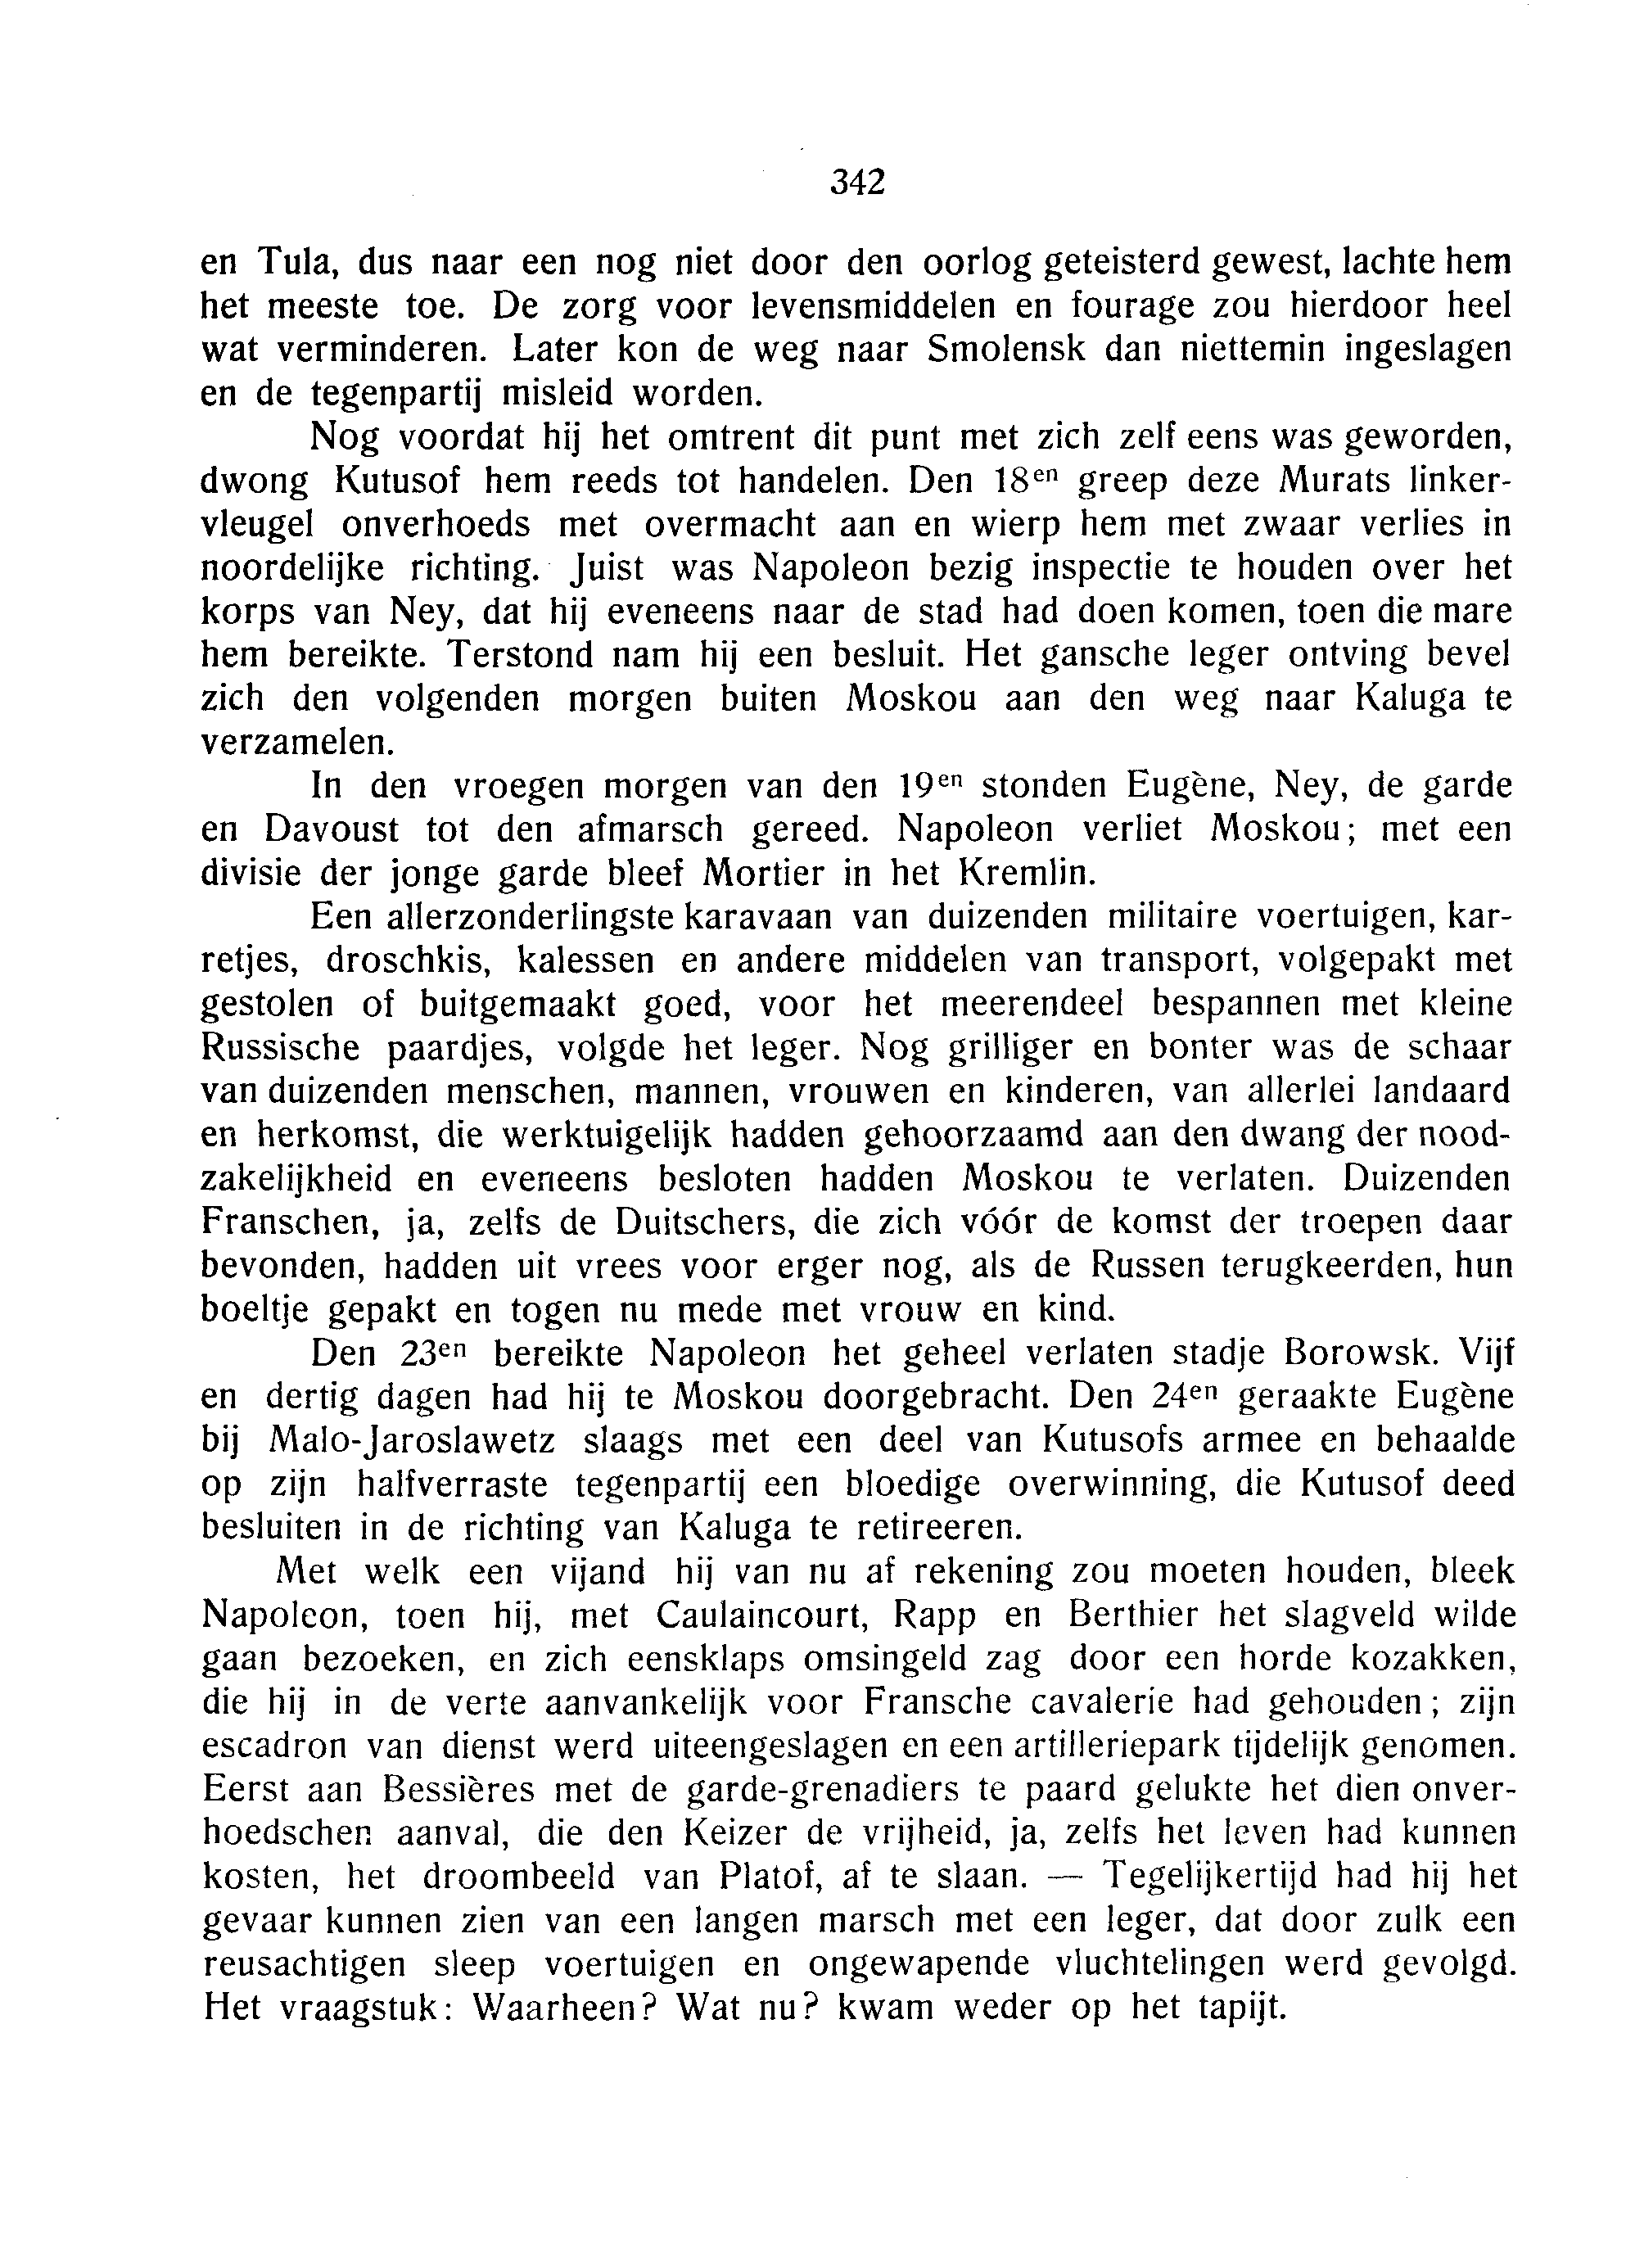 342
en Tula, dus naar een nog niet door den oorlog geteisterd gewest, lachte hem
het meeste toe. De zorg voor levensmiddelen en fourage zou hierdoor heel
wat verminderen. Later kon de weg naar Smolensk dan niettemin ingeslagen
en de tegenpartij misleid worden.
Nog voordat hij het omtrent dit punt met zich zelf eens was geworden,
dwong Kutusof hem reeds tot handelen. Den 18en greep deze Murats linker-
vleugel onverhoeds met overmacht aan en wierp hem met zwaar verlies in
noordelijke richting. Juist was Napoleon bezig inspectie te houden over het
korps van Ney, dat hij eveneens naar de stad had doen komen, toen die mare
hem bereikte. Terstond nam hij een besluit. Het gansche leger ontving bevel
zich den volgenden morgen buiten Moskou aan den weg naar Kaluga te
verzamelen.
In den vroegen morgen van den 19en stonden Eugène, Ney, de garde
en Davoust tot den afmarsch gereed. Napoleon verliet Moskou; met een
divisie der jonge garde bleef Mortier in het Kremlin.
Een allerzonderlingste karavaan van duizenden militaire voertuigen, kar-
retjes, droschkis, kalessen en andere middelen van transport, volgepakt met
gestolen of buitgemaakt goed, voor het meerendeel bespannen met kleine
Russische paardjes, volgde het leger. Nog grilliger en bonter was de schaar
van duizenden menschen, mannen, vrouwen en kinderen, van allerlei landaard
en herkomst, die werktuigelijk hadden gehoorzaamd aan den dwang der nood-
zakelijkheid en eveneens besloten hadden Moskou te verlaten. Duizenden
Franschen, ja, zelfs de Duitschers, die zich vóór de komst der troepen daar
bevonden, hadden uit vrees voor erger nog, als de Russen terugkeerden, hun
boeltje gepakt en togen nu mede met vrouw en kind.
Den 23en bereikte Napoleon het geheel verlaten stadje Borowsk. Vijf
en dertig dagen had hij te Moskou doorgebracht. Den 24en geraakte Eugène
bij Malo-Jaroslawetz slaags met een deel van Kutusofs armee en behaalde
op zijn halfverraste tegenpartij een bloedige overwinning, die Kutusof deed
besluiten in de richting van Kaluga te retireeren.
Met welk een vijand hij van nu af rekening zou moeten houden, bleek
Napoleon, toen hij, met Caulaincourt, Rapp en Berthier het slagveld wilde
gaan bezoeken, en zich eensklaps omsingeld zag door een horde kozakken,
die hij in de verte aanvankelijk voor Fransche cavalerie had gehouden; zijn
escadron van dienst werd uiteengeslagen en een artilleriepark tijdelijk genomen.
Eerst aan Bessières met de garde-grenadiers te paard gelukte het dien onver-
hoedschen aanval, die den Keizer de vrijheid, ja, zelfs het leven had kunnen
kosten, het droombeeld van Platof, af te slaan. — Tegelijkertijd had hij het
gevaar kunnen zien van een langen marsch met een leger, dat door zulk een
reusachtigen sleep voertuigen en ongewapende vluchtelingen werd gevolgd.
Het vraagstuk: Waarheen? Wat nu? kwam weder op het tapijt.